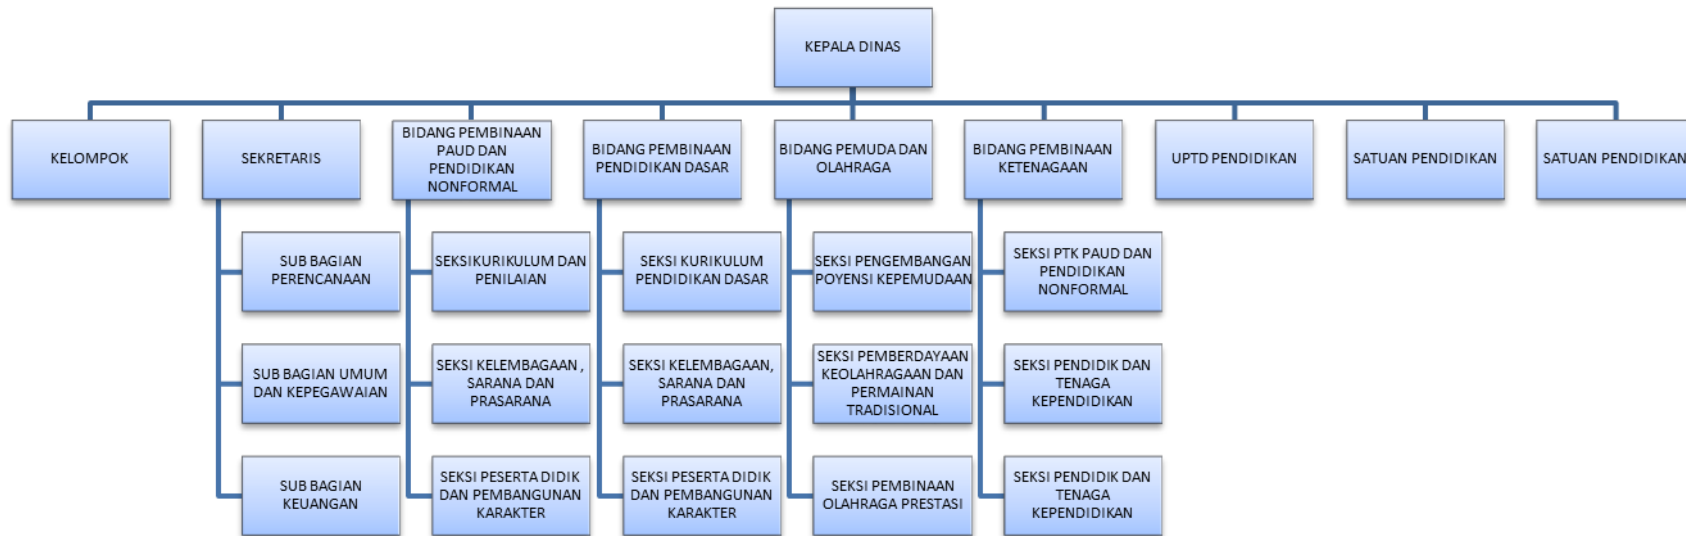 KEPALA DINAS
KELOMPOK
SEKRETARIS
BIDANG PEMBINAAN
PAUD DAN
PENDIDIKAN
NONFORMAL
BIDANG PEMBINAAN
PENDIDIKAN DASAR
BIDANG PEMUDA DAN
OLAHRAGA
BIDANG PEMBINAAN
KETENAGAAN
UPTD PENDIDIKAN
SATUAN PENDIDIKAN
SATUAN PENDIDIKAN
SUB BAGIAN
PERENCANAAN
SEKSIKURIKULUM DAN
PENILAIAN
SEKSI KURIKULUM
PENDIDIKAN DASAR
SEKSI PENGEMBANGAN
POYENSI KEPEMUDAAN
SEKSI PTK PAUD DAN
PENDIDIKAN
NONFORMAL
SUB BAGIAN UMUM
DAN KEPEGAWAIAN
SEKSI KELEMBAGAAN ,
SARANA DAN
PRASARANA
SEKSI KELEMBAGAAN,
SARANA DAN
PRASARANA
SEKSI PEMBERDAYAAN
KEOLAHRAGAAN DAN
PERMAINAN
TRADISIONAL
SEKSI PENDIDIK DAN
TENAGA
KEPENDIDIKAN
SUB BAGIAN
KEUANGAN
SEKSI PESERTA DIDIK
DAN PEMBANGUNAN
KARAKTER
SEKSI PESERTA DIDIK
DAN PEMBANGUNAN
KARAKTER
SEKSI PEMBINAAN
OLAHRAGA PRESTASI
SEKSI PENDIDIK DAN
TENAGA
KEPENDIDIKAN